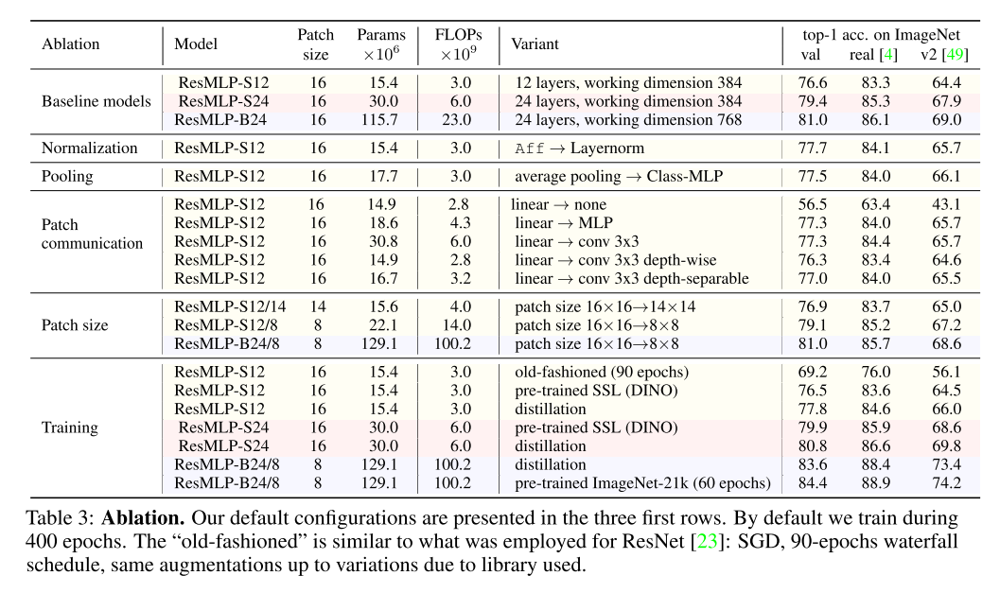 Ablation Model Patch size Params ×10⁶ FLOPs ×10⁹ Variant top-1 acc. on ImageNet val real [4] v2 [49]
Baseline models ResMLP-S12 16 15.4 3.0 12 layers, working dimension 384 76.6 83.3 64.4
ResMLP-S24 16 30.0 6.0 24 layers, working dimension 384 79.4 85.3 67.9
ResMLP-B24 16 115.7 23.0 24 layers, working dimension 768 81.0 86.1 69.0
Normalization ResMLP-S12 16 15.4 3.0 Aff → Layernorm 77.7 84.1 65.7
Pooling ResMLP-S12 16 17.7 3.0 average pooling → Class-MLP 77.5 84.0 66.1
Patch communication ResMLP-S12 16 14.9 2.8 linear → none 56.5 63.4 43.1
ResMLP-S12 16 18.6 4.3 linear → MLP 77.3 84.0 65.7
ResMLP-S12 16 30.8 6.0 linear → conv 3x3 77.3 84.4 65.7
ResMLP-S12 16 14.9 2.8 linear → conv 3x3 depth-wise 76.3 83.4 64.6
ResMLP-S12 16 16.7 3.2 linear → conv 3x3 depth-separable 77.0 84.0 65.5
Patch size ResMLP-S12/14 14 15.6 4.0 patch size 16×16→14×14 76.9 83.7 65.0
ResMLP-S12/8 8 22.1 14.0 patch size 16×16→8×8 79.1 85.2 67.2
ResMLP-B24/8 8 129.1 100.2 patch size 16×16→8×8 81.0 85.7 68.6
Training ResMLP-S12 16 15.4 3.0 old-fashioned (90 epochs) 69.2 76.0 56.1
ResMLP-S12 16 15.4 3.0 pre-trained SSL (DINO) 76.5 83.6 64.5
ResMLP-S12 16 15.4 3.0 distillation 77.8 84.6 66.0
ResMLP-S24 16 30.0 6.0 pre-trained SSL (DINO) 79.9 85.9 68.6
ResMLP-S24 16 30.0 6.0 distillation 80.8 86.6 69.8
ResMLP-B24/8 8 129.1 100.2 distillation 83.6 88.4 73.4
ResMLP-B24/8 8 129.1 100.2 pre-trained ImageNet-21k (60 epochs) 84.4 88.9 74.2
Table 3: Ablation. Our default configurations are presented in the three first rows. By default we train during
400 epochs. The “old-fashioned” is similar to what was employed for ResNet [23]: SGD, 90-epochs waterfall
schedule, same augmentations up to variations due to library used.